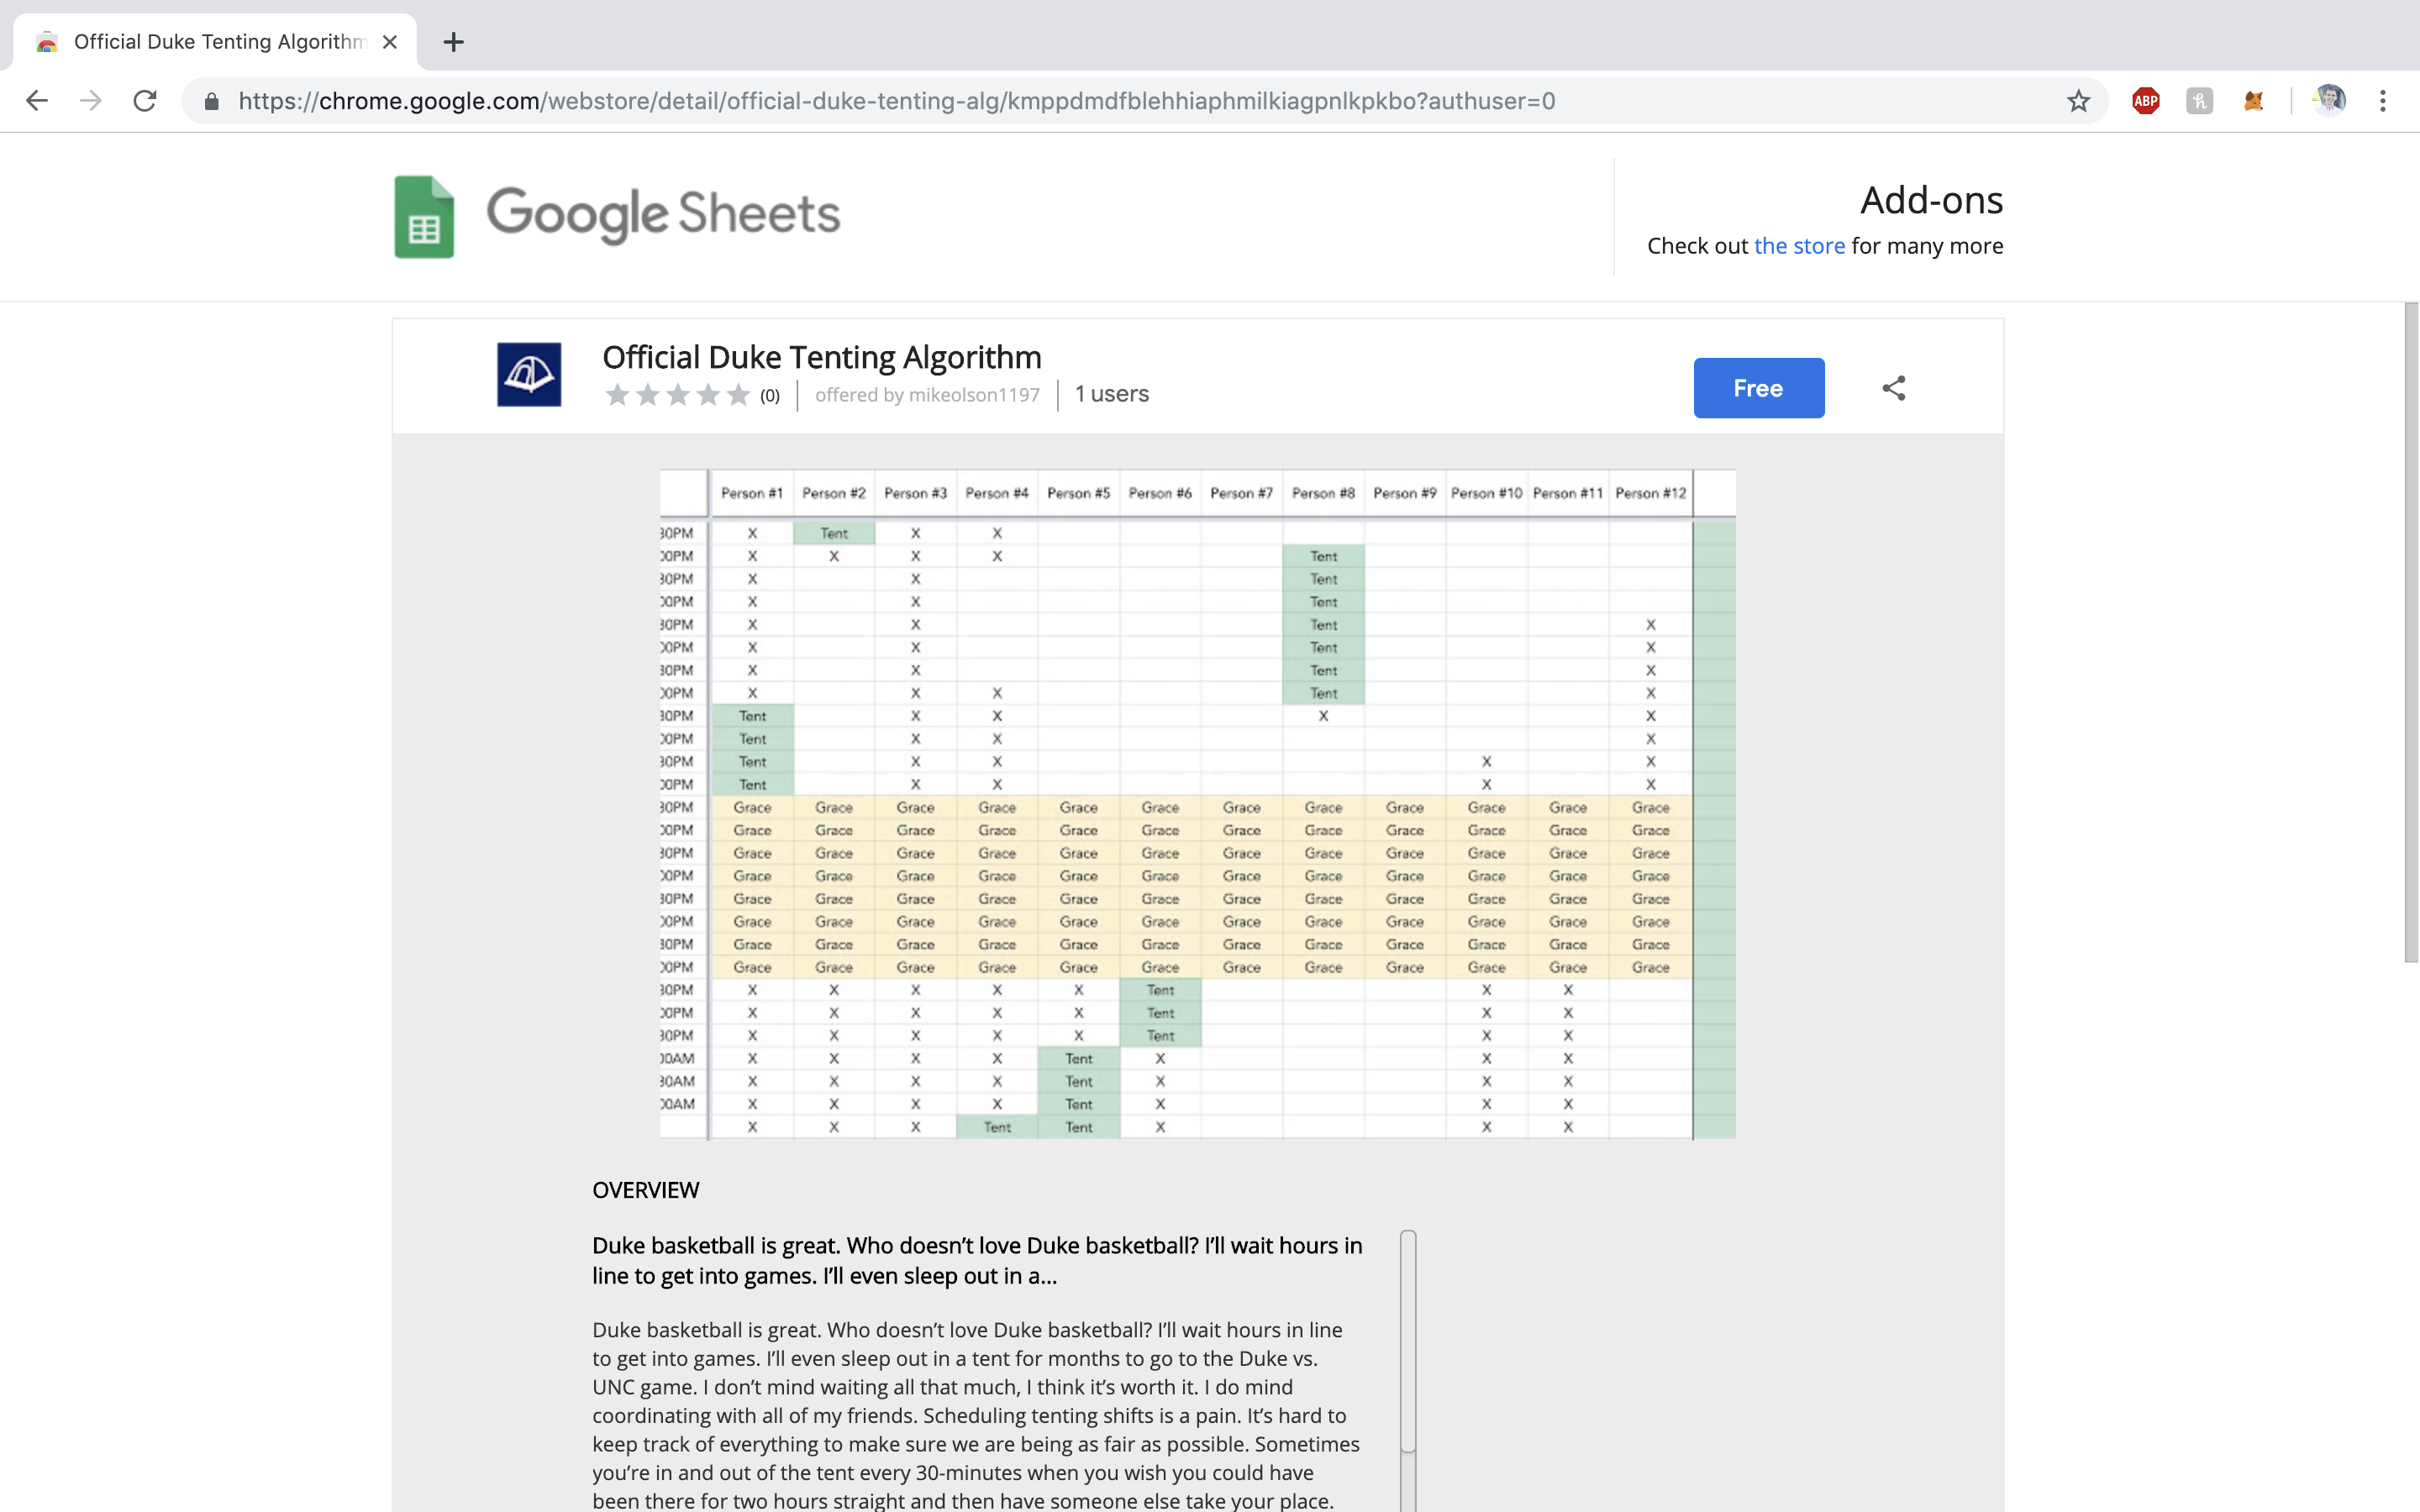 Official Duke Tenting Algorithm
https://chrome.google.com/webstore/detail/official-duke-tenting-alg/kmppdmdfblehhiaphmilkiagpnlkpkbo?authuser=0
ABP
Google Sheets
Add-ons
Check out the store for many more
Official Duke Tenting Algorithm
(0) offered by mikeolson1197 1 users
Free
Person #1 Person #2 Person #3 Person #4 Person #5 Person #6 Person #7 Person #8 Person #9 Person #10 Person #11 Person #12
30PM X Tent X X
00PM X X X X Tent
30PM X X Tent
00PM X X Tent
30PM X X Tent X
00PM X X Tent X
30PM X X Tent X
00PM X X X Tent X
30PM Tent X X X X
00PM Tent X X X
30PM Tent X X X X
00PM Tent X X X X
30PM Grace Grace Grace Grace Grace Grace Grace Grace Grace Grace Grace Grace
00PM Grace Grace Grace Grace Grace Grace Grace Grace Grace Grace Grace Grace
30PM Grace Grace Grace Grace Grace Grace Grace Grace Grace Grace Grace Grace
00PM Grace Grace Grace Grace Grace Grace Grace Grace Grace Grace Grace Grace
30PM Grace Grace Grace Grace Grace Grace Grace Grace Grace Grace Grace Grace
00PM Grace Grace Grace Grace Grace Grace Grace Grace Grace Grace Grace Grace
30PM Grace Grace Grace Grace Grace Grace Grace Grace Grace Grace Grace Grace
00PM Grace Grace Grace Grace Grace Grace Grace Grace Grace Grace Grace Grace
30PM X X X X X Tent X X
00PM X X X X X Tent X X
30PM X X X X X Tent X X
00AM X X X X Tent X X X
30AM X X X X Tent X X X
00AM X X X X Tent X X X
X X X Tent Tent X X X
OVERVIEW
Duke basketball is great. Who doesn’t love Duke basketball? I’ll wait hours in
line to get into games. I’ll even sleep out in a...
Duke basketball is great. Who doesn’t love Duke basketball? I’ll wait hours in line
to get into games. I’ll even sleep out in a tent for months to go to the Duke vs.
UNC game. I don’t mind waiting all that much, I think it’s worth it. I do mind
coordinating with all of my friends. Scheduling tenting shifts is a pain. It’s hard to
keep track of everything to make sure we are being as fair as possible. Sometimes
you’re in and out of the tent every 30-minutes when you wish you could have
been there for two hours straight and then have someone else take your place.